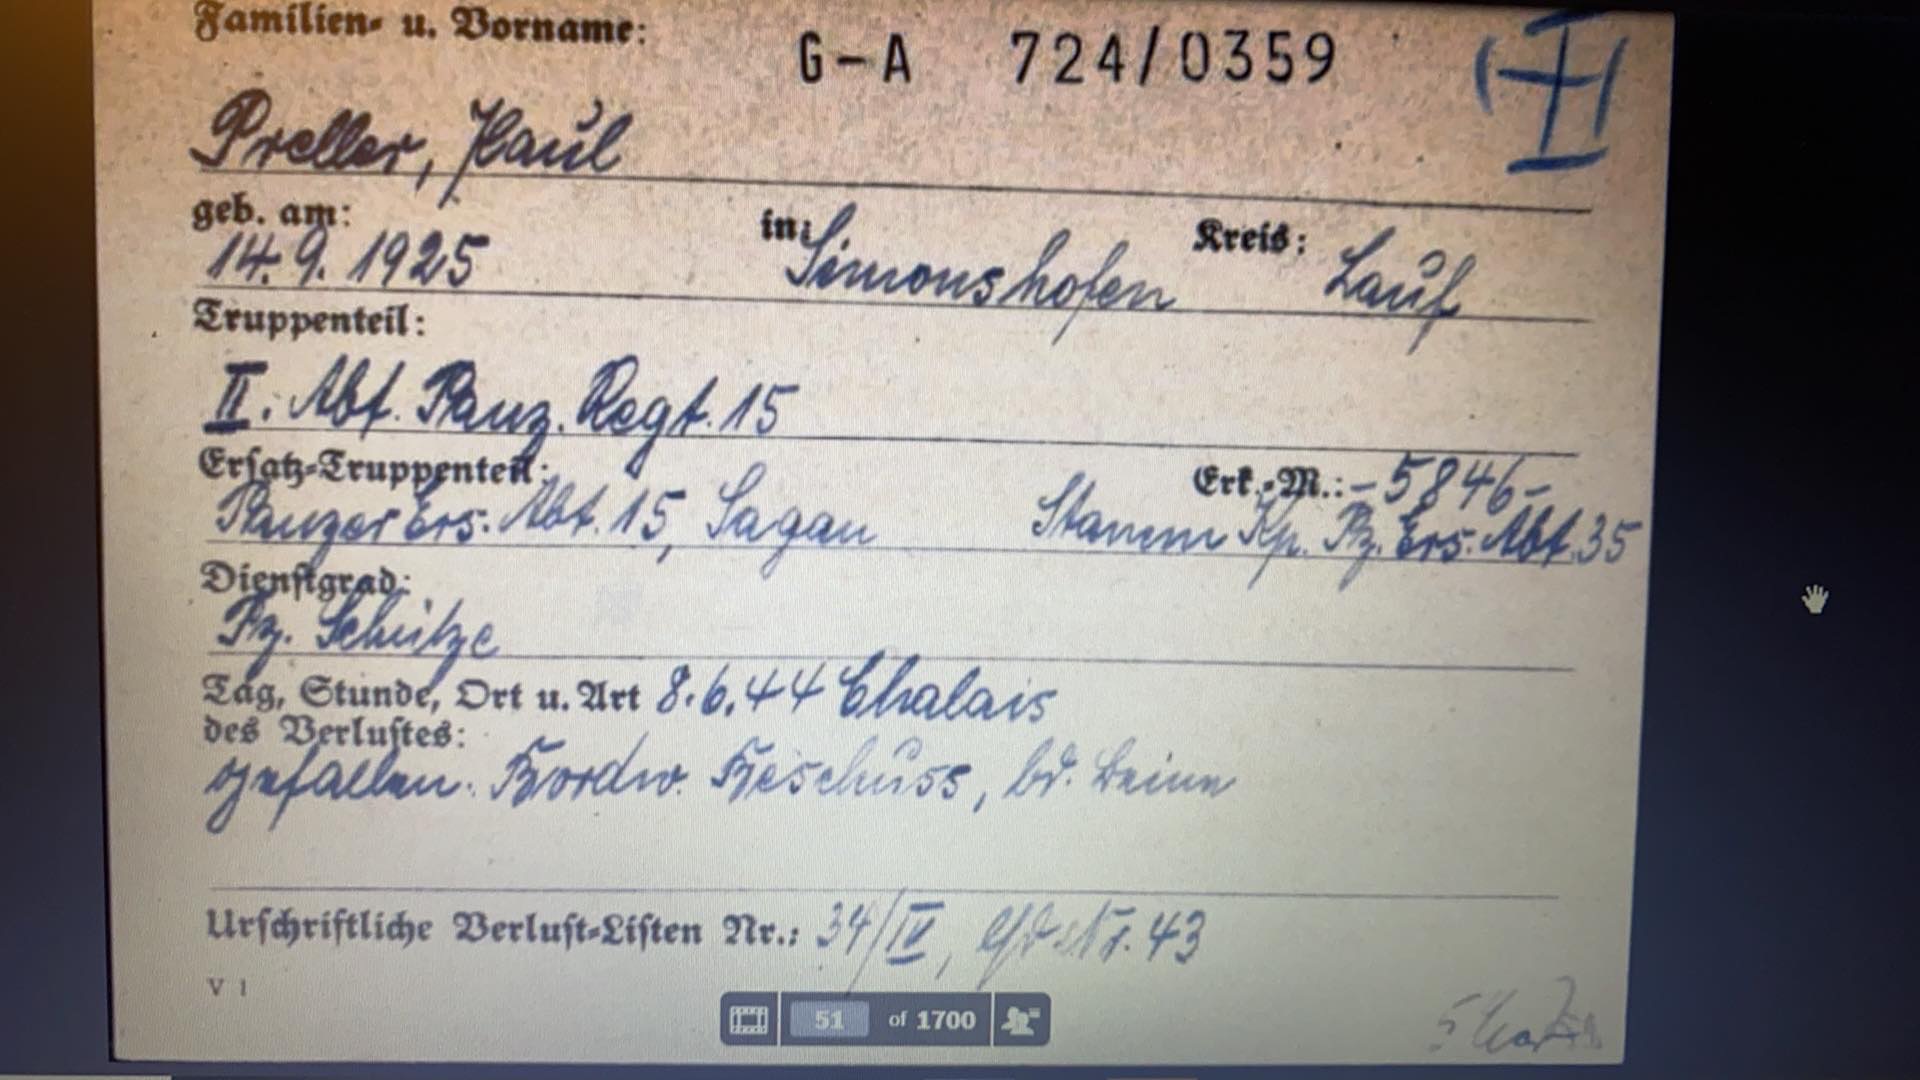 Familien- u. Vorname:
G-A 724/0359
Preller, Paul
geb. am: in: Kreis:
14.9.1925 Simonshofen Lauf
Truppenteil:
II. Abt. Panz. Regt. 15
Ersatz-Truppenteil: Erk.-M.: -5846-
Panzer Ers. Abt. 15, Sagan Stamm Kp. Pz. Ers. Abt. 35
Dienstgrad:
Pz. Schütze
Tag, Stunde, Ort u. Art 8.6.44 Chalais
des Verlustes:
gefallen. Bordw. Beschuss, bd. Beine
Urschriftliche Verlust-Listen Nr.: 34/IV, lfd. Nr. 43
V 1
51 of 1700